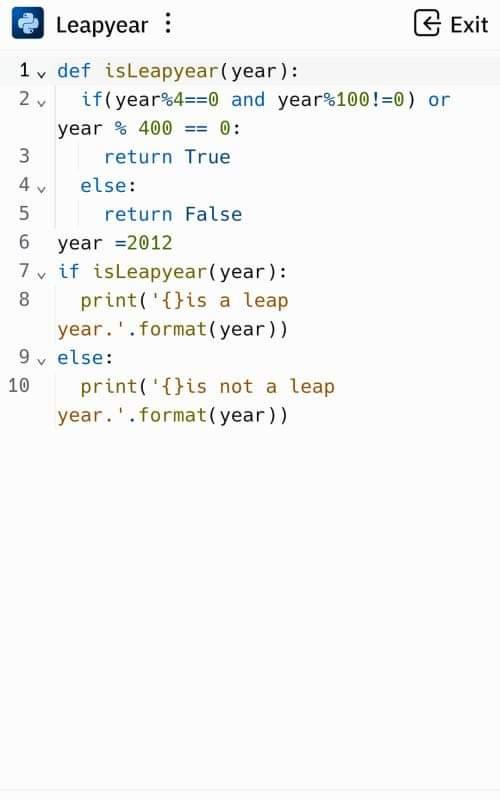 Leapyear
Exit
1 def isLeapyear(year):
2   if(year%4==0 and year%100!=0) or
year % 400 == 0:
3     return True
4   else:
5     return False
6 year =2012
7 if isLeapyear(year):
8   print('{}is a leap
year.'.format(year))
9 else:
10   print('{}is not a leap
year.'.format(year))